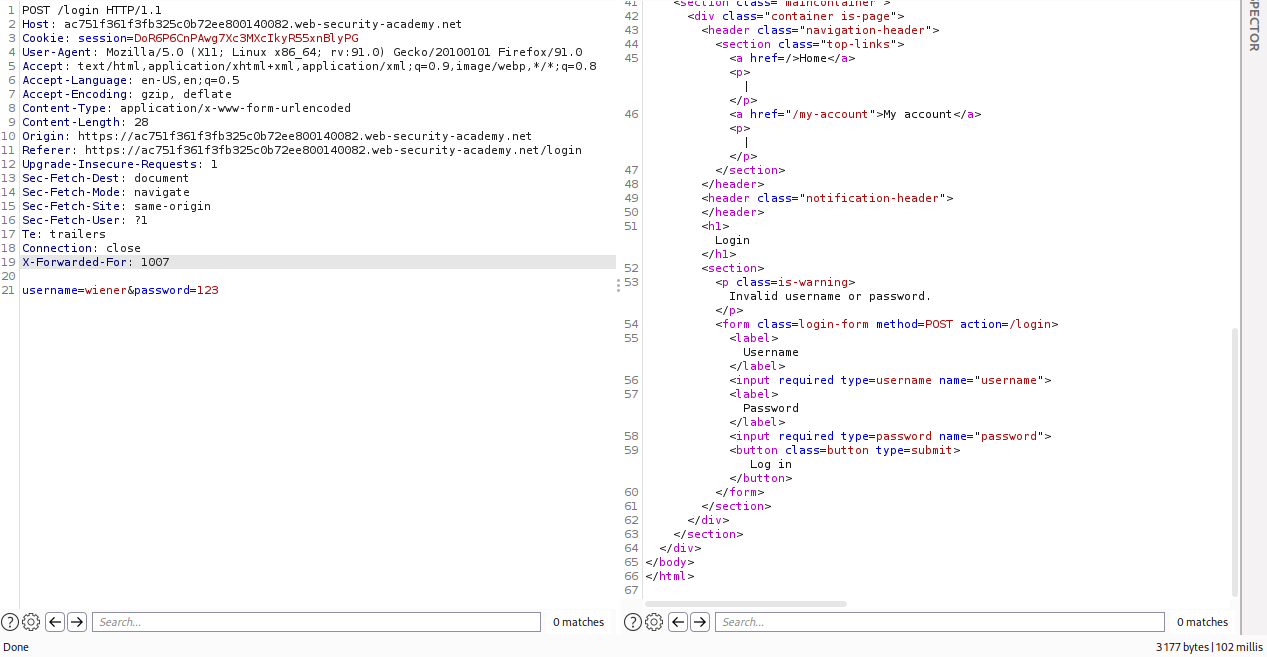 1 POST /login HTTP/1.1
2 Host: ac751f361f3fb325c0b72ee800140082.web-security-academy.net
3 Cookie: session=DoR6P6CnPAwg7Xc3MXcIkyR55xnBlyPG
4 User-Agent: Mozilla/5.0 (X11; Linux x86_64; rv:91.0) Gecko/20100101 Firefox/91.0
5 Accept: text/html,application/xhtml+xml,application/xml;q=0.9,image/webp,*/*;q=0.8
6 Accept-Language: en-US,en;q=0.5
7 Accept-Encoding: gzip, deflate
8 Content-Type: application/x-www-form-urlencoded
9 Content-Length: 28
10 Origin: https://ac751f361f3fb325c0b72ee800140082.web-security-academy.net
11 Referer: https://ac751f361f3fb325c0b72ee800140082.web-security-academy.net/login
12 Upgrade-Insecure-Requests: 1
13 Sec-Fetch-Dest: document
14 Sec-Fetch-Mode: navigate
15 Sec-Fetch-Site: same-origin
16 Sec-Fetch-User: ?1
17 Te: trailers
18 Connection: close
19 X-Forwarded-For: 1007
20
21 username=wiener&password=123
Search...
0 matches
Done
41 <section class="maincontainer">
42 <div class="container is-page">
43 <header class="navigation-header">
44 <section class="top-links">
45 <a href=/>Home</a>
<p>
|
</p>
46 <a href="/my-account">My account</a>
<p>
|
</p>
47 </section>
48 </header>
49 <header class="notification-header">
50 </header>
51 <h1>
Login
</h1>
52 <section>
53 <p class=is-warning>
Invalid username or password.
</p>
54 <form class=login-form method=POST action=/login>
55 <label>
Username
</label>
56 <input required type=username name="username">
57 <label>
Password
</label>
58 <input required type=password name="password">
59 <button class=button type=submit>
Log in
</button>
60 </form>
61 </section>
62 </div>
63 </section>
64 </div>
65 </body>
66 </html>
67
Search...
0 matches
3177 bytes | 102 millis